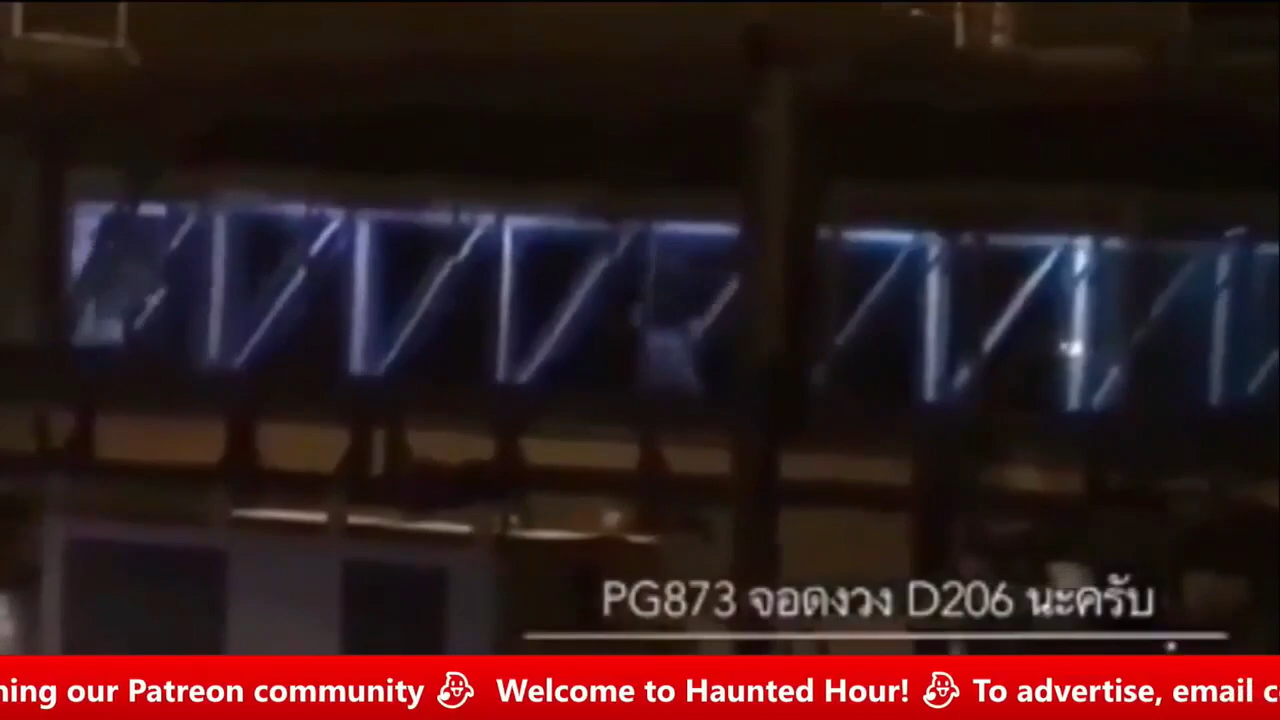 PG873 จอดงวง D206 นะครับ
ning our Patreon community Welcome to Haunted Hour! To advertise, email c